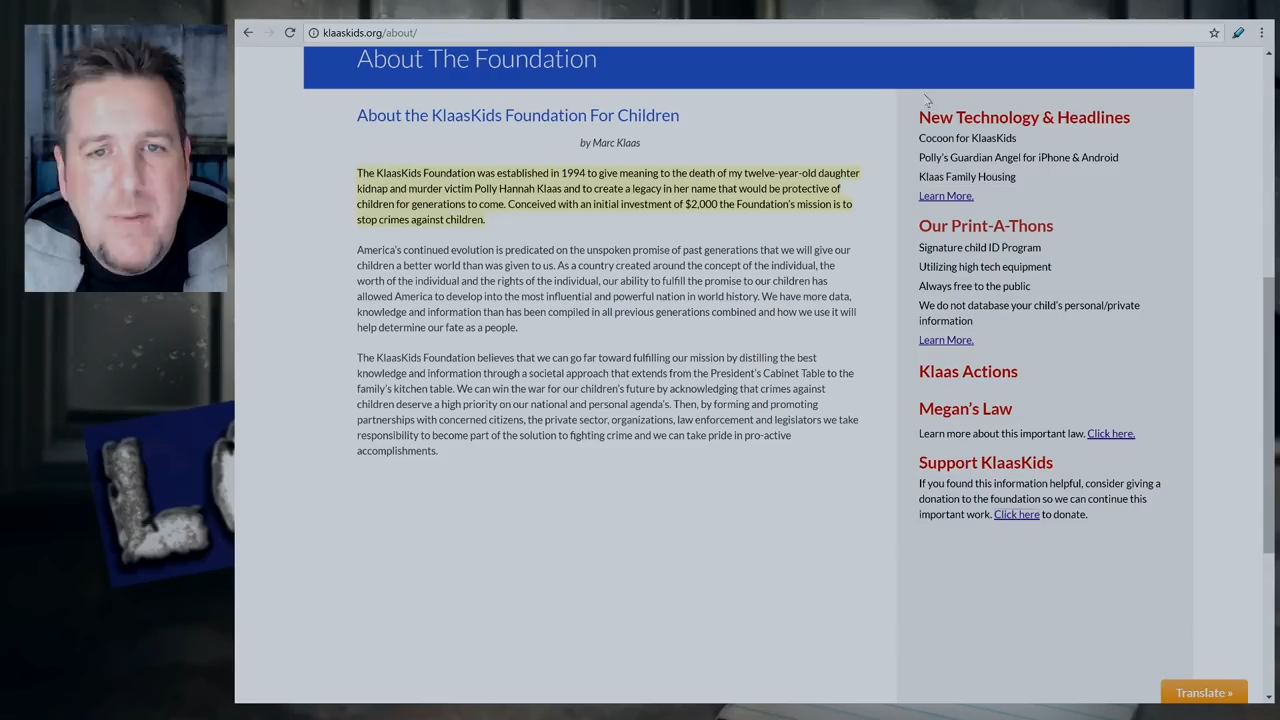 klaaskids.org/about/
About The Foundation
About the KlaasKids Foundation For Children
by Marc Klaas
The KlaasKids Foundation was established in 1994 to give meaning to the death of my twelve-year-old daughter
kidnap and murder victim Polly Hannah Klaas and to create a legacy in her name that would be protective of
children for generations to come. Conceived with an initial investment of $2,000 the Foundation's mission is to
stop crimes against children.
America's continued evolution is predicated on the unspoken promise of past generations that we will give our
children a better world than was given to us. As a country created around the concept of the individual, the
worth of the individual and the rights of the individual, our ability to fulfill the promise to our children has
allowed America to develop into the most influential and powerful nation in world history. We have more data,
knowledge and information than has been compiled in all previous generations combined and how we use it will
help determine our fate as a people.
The KlaasKids Foundation believes that we can go far toward fulfilling our mission by distilling the best
knowledge and information through a societal approach that extends from the President's Cabinet Table to the
family's kitchen table. We can win the war for our children's future by acknowledging that crimes against
children deserve a high priority on our national and personal agenda's. Then, by forming and promoting
partnerships with concerned citizens, the private sector, organizations, law enforcement and legislators we take
responsibility to become part of the solution to fighting crime and we can take pride in pro-active
accomplishments.
New Technology & Headlines
Cocoon for KlaasKids
Polly's Guardian Angel for iPhone & Android
Klaas Family Housing
Learn More.
Our Print-A-Thons
Signature child ID Program
Utilizing high tech equipment
Always free to the public
We do not database your child's personal/private
information
Learn More.
Klaas Actions
Megan's Law
Learn more about this important law. Click here.
Support KlaasKids
If you found this information helpful, consider giving a
donation to the foundation so we can continue this
important work. Click here to donate.
Translate »